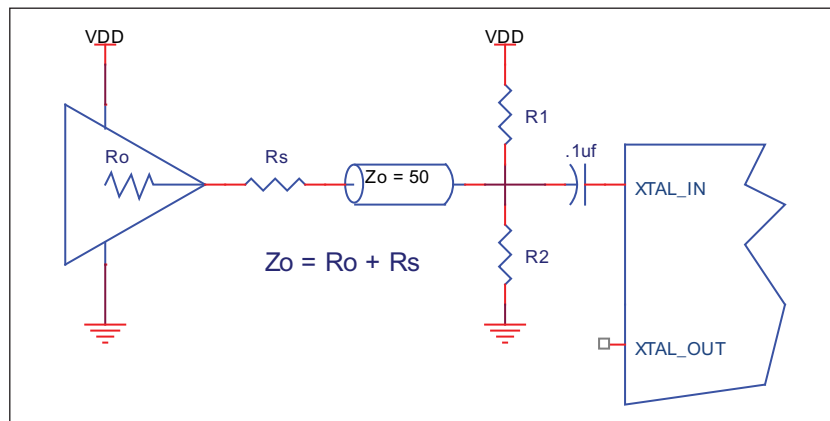 VDD
VDD
R1
Ro
Rs
Zo = 50
.1uf
XTAL_IN
R2
Zo = Ro + Rs
XTAL_OUT